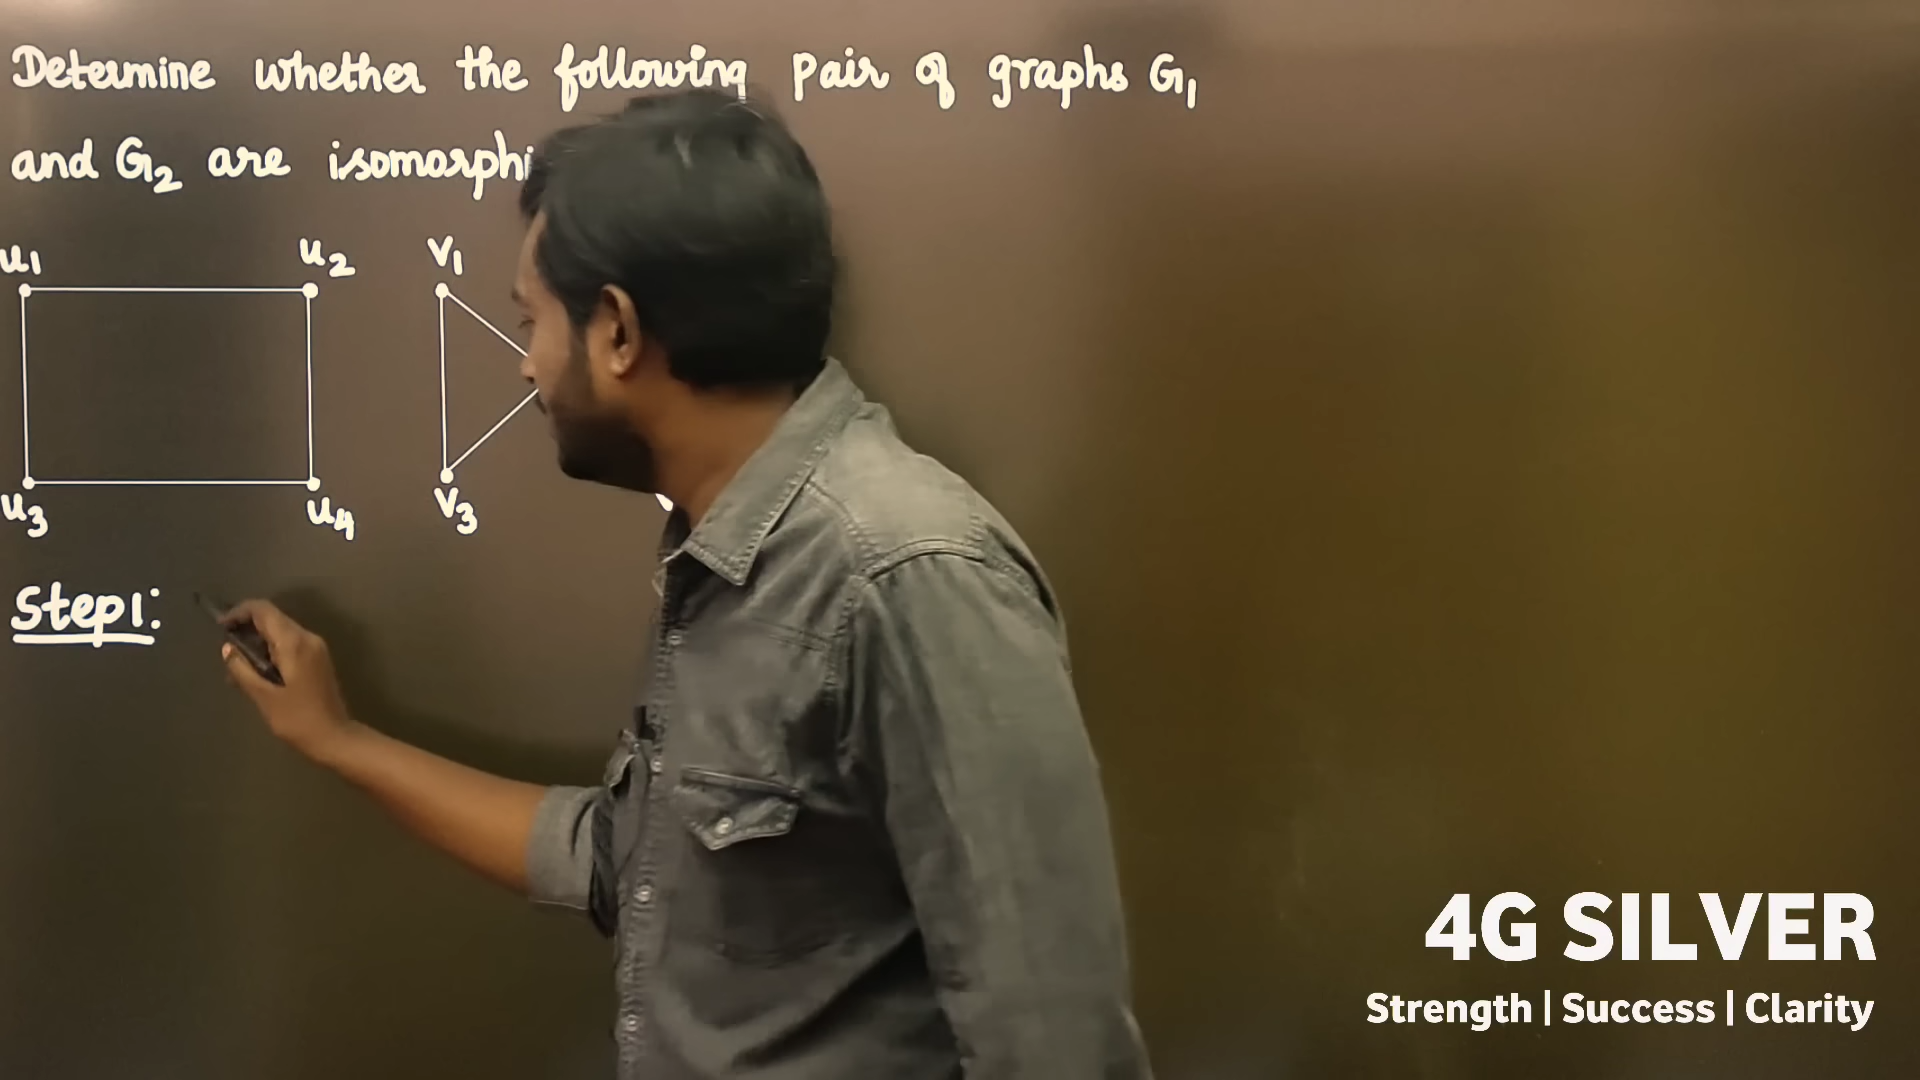 Determine whether the following pair of graphs G1
and G2 are isomorphi
u1 u2 v1
u3 u4 v3
Step1:
4G SILVER
Strength | Success | Clarity